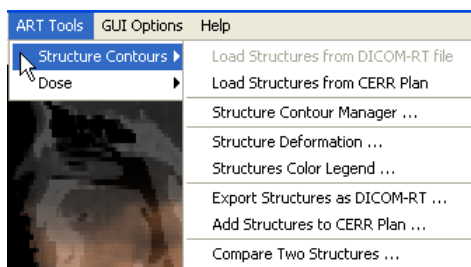 ART Tools GUI Options Help
Structure Contours
Dose
Load Structures from DICOM-RT file
Load Structures from CERR Plan
Structure Contour Manager ...
Structure Deformation ...
Structures Color Legend ...
Export Structures as DICOM-RT ...
Add Structures to CERR Plan ...
Compare Two Structures ...